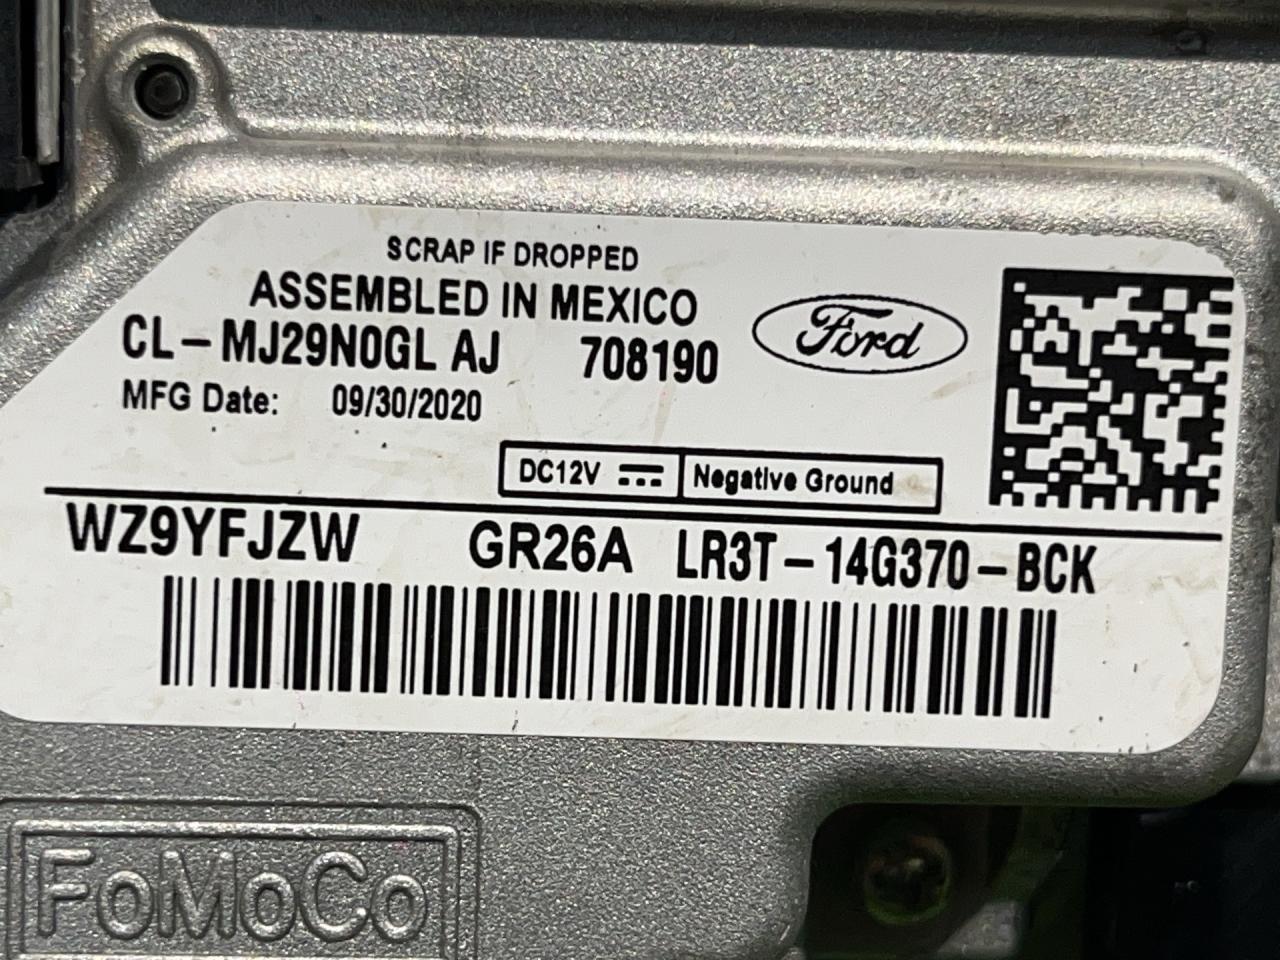 SCRAP IF DROPPED
ASSEMBLED IN MEXICO
CL-MJ29N0GL AJ 708190
Ford
MFG Date: 09/30/2020
DC12V Negative Ground
WZ9YFJZW GR26A LR3T-14G370-BCK
FoMoCo